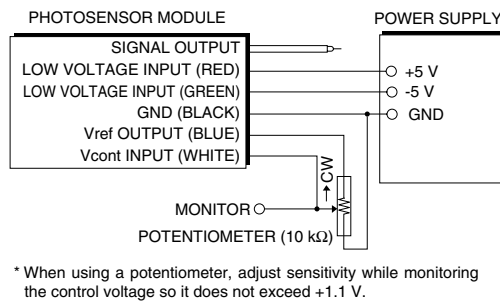 PHOTOSENSOR MODULE
POWER SUPPLY
SIGNAL OUTPUT
LOW VOLTAGE INPUT (RED)
+5 V
LOW VOLTAGE INPUT (GREEN)
-5 V
GND (BLACK)
GND
Vref OUTPUT (BLUE)
Vcont INPUT (WHITE)
CW
MONITOR
POTENTIOMETER (10 kΩ)
* When using a potentiometer, adjust sensitivity while monitoring
the control voltage so it does not exceed +1.1 V.